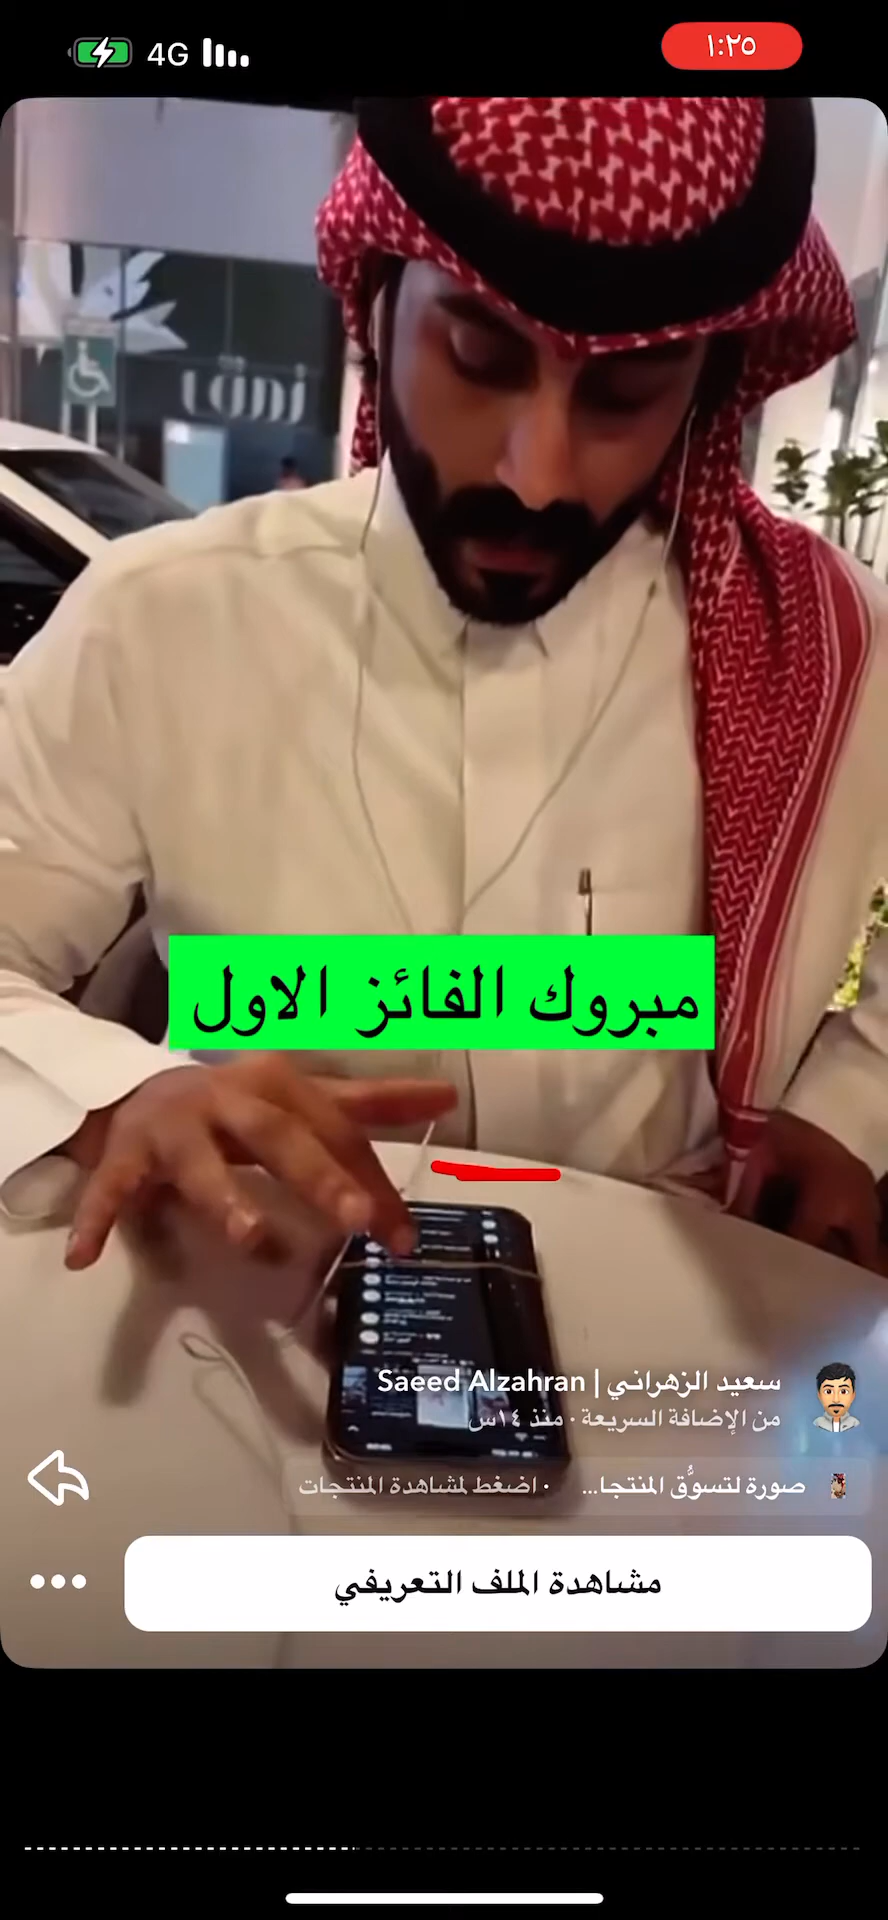 4G
١:٢٥
مبروك الفائز الاول
سعيد الزهراني | Saeed Alzahran
من الإضافة السريعة · منذ ١٤س
صورة لتسوُّق المنتجا... · اضغط لمشاهدة المنتجات
مشاهدة الملف التعريفي